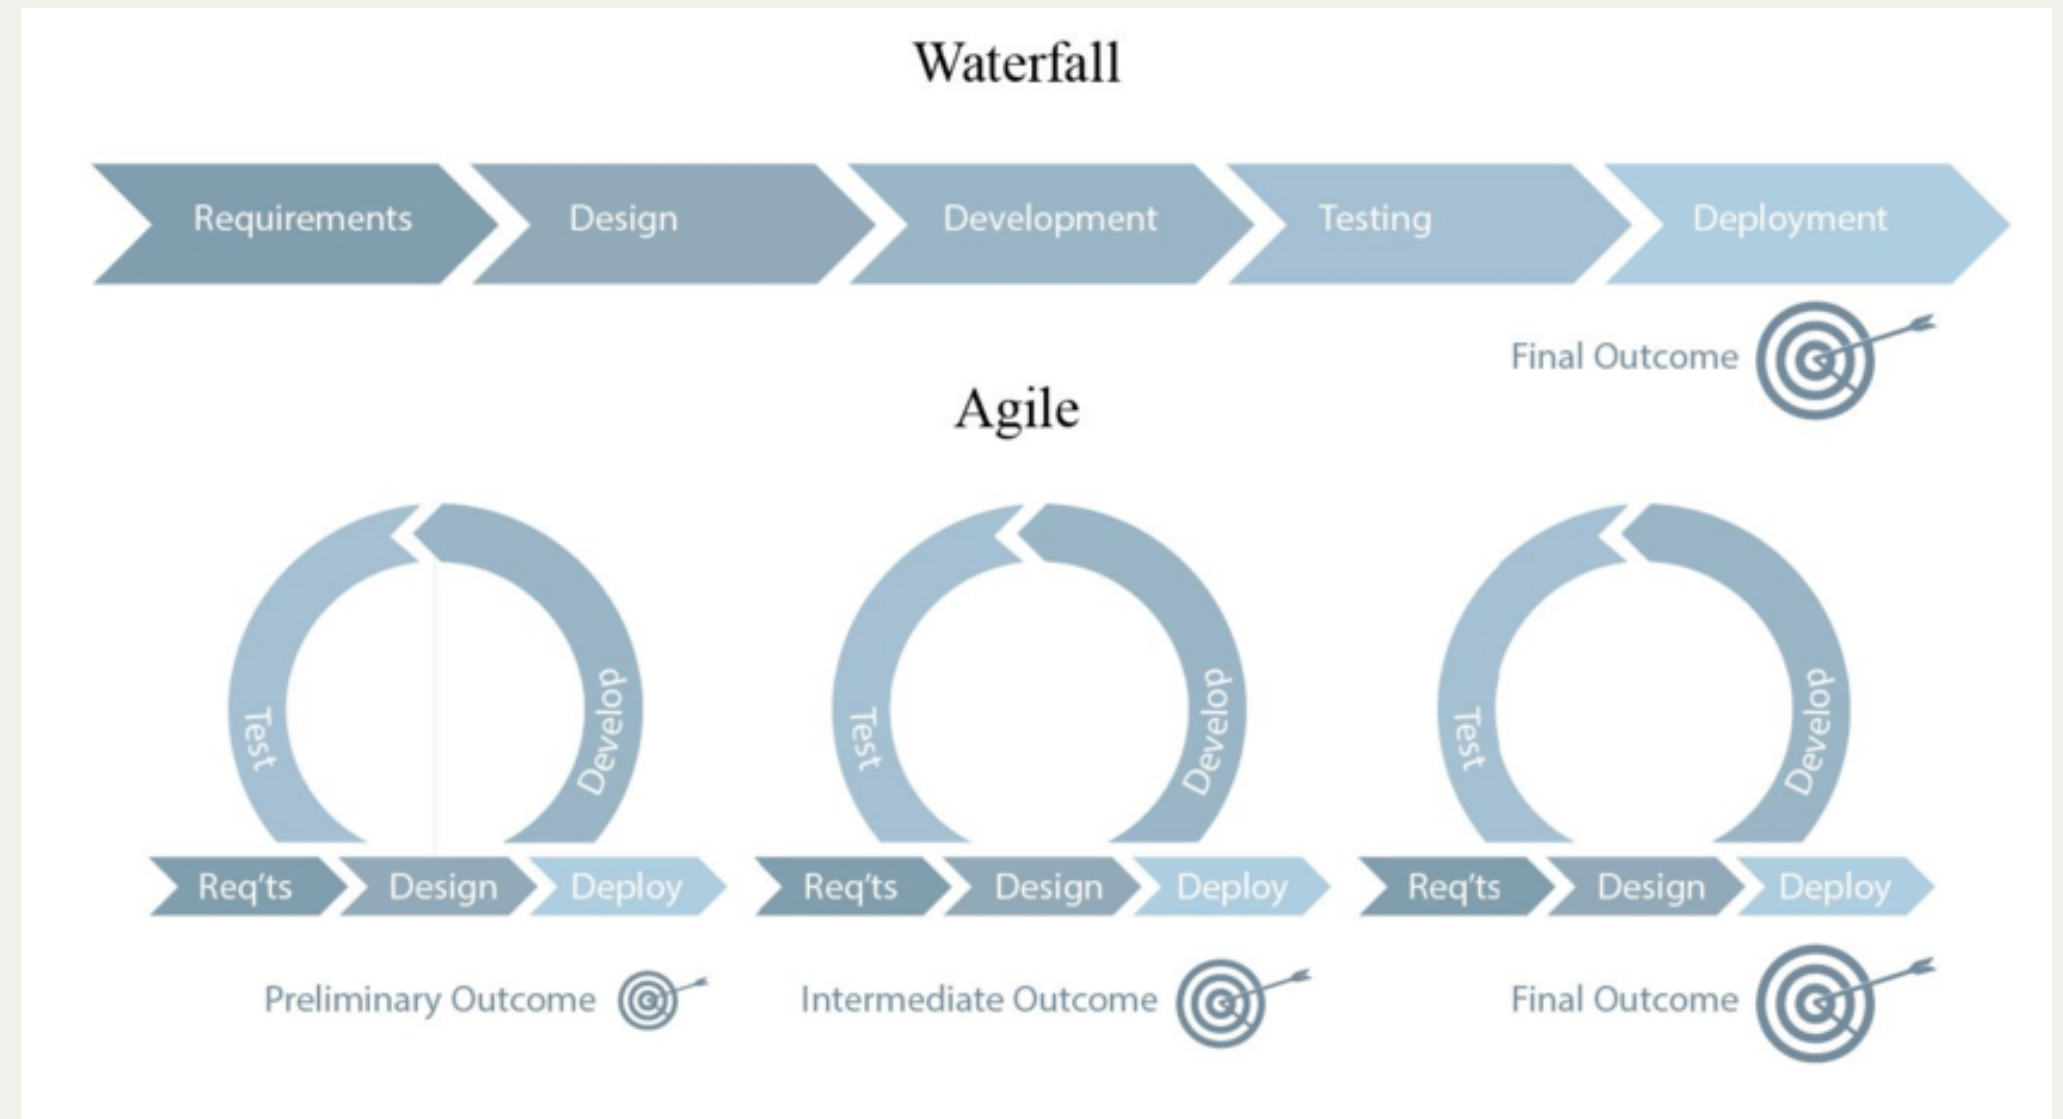 Waterfall
Requirements Design Development Testing Deployment
Final Outcome
Agile
Test Develop Test Develop Test Develop
Req'ts Design Deploy Req'ts Design Deploy Req'ts Design Deploy
Preliminary Outcome Intermediate Outcome Final Outcome